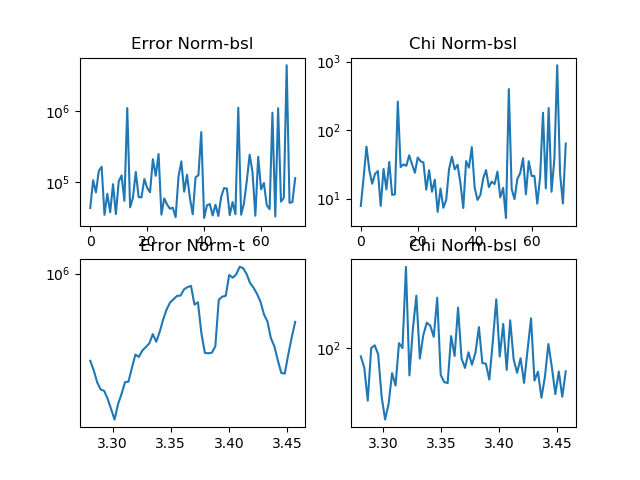 Error Norm-bsl
Chi Norm-bsl
10^6
10^5
0 20 40 60
10^3
10^2
10^1
0 20 40 60
Error Norm-t
Chi Norm-bsl
10^6
3.30 3.35 3.40 3.45
10^2
3.30 3.35 3.40 3.45